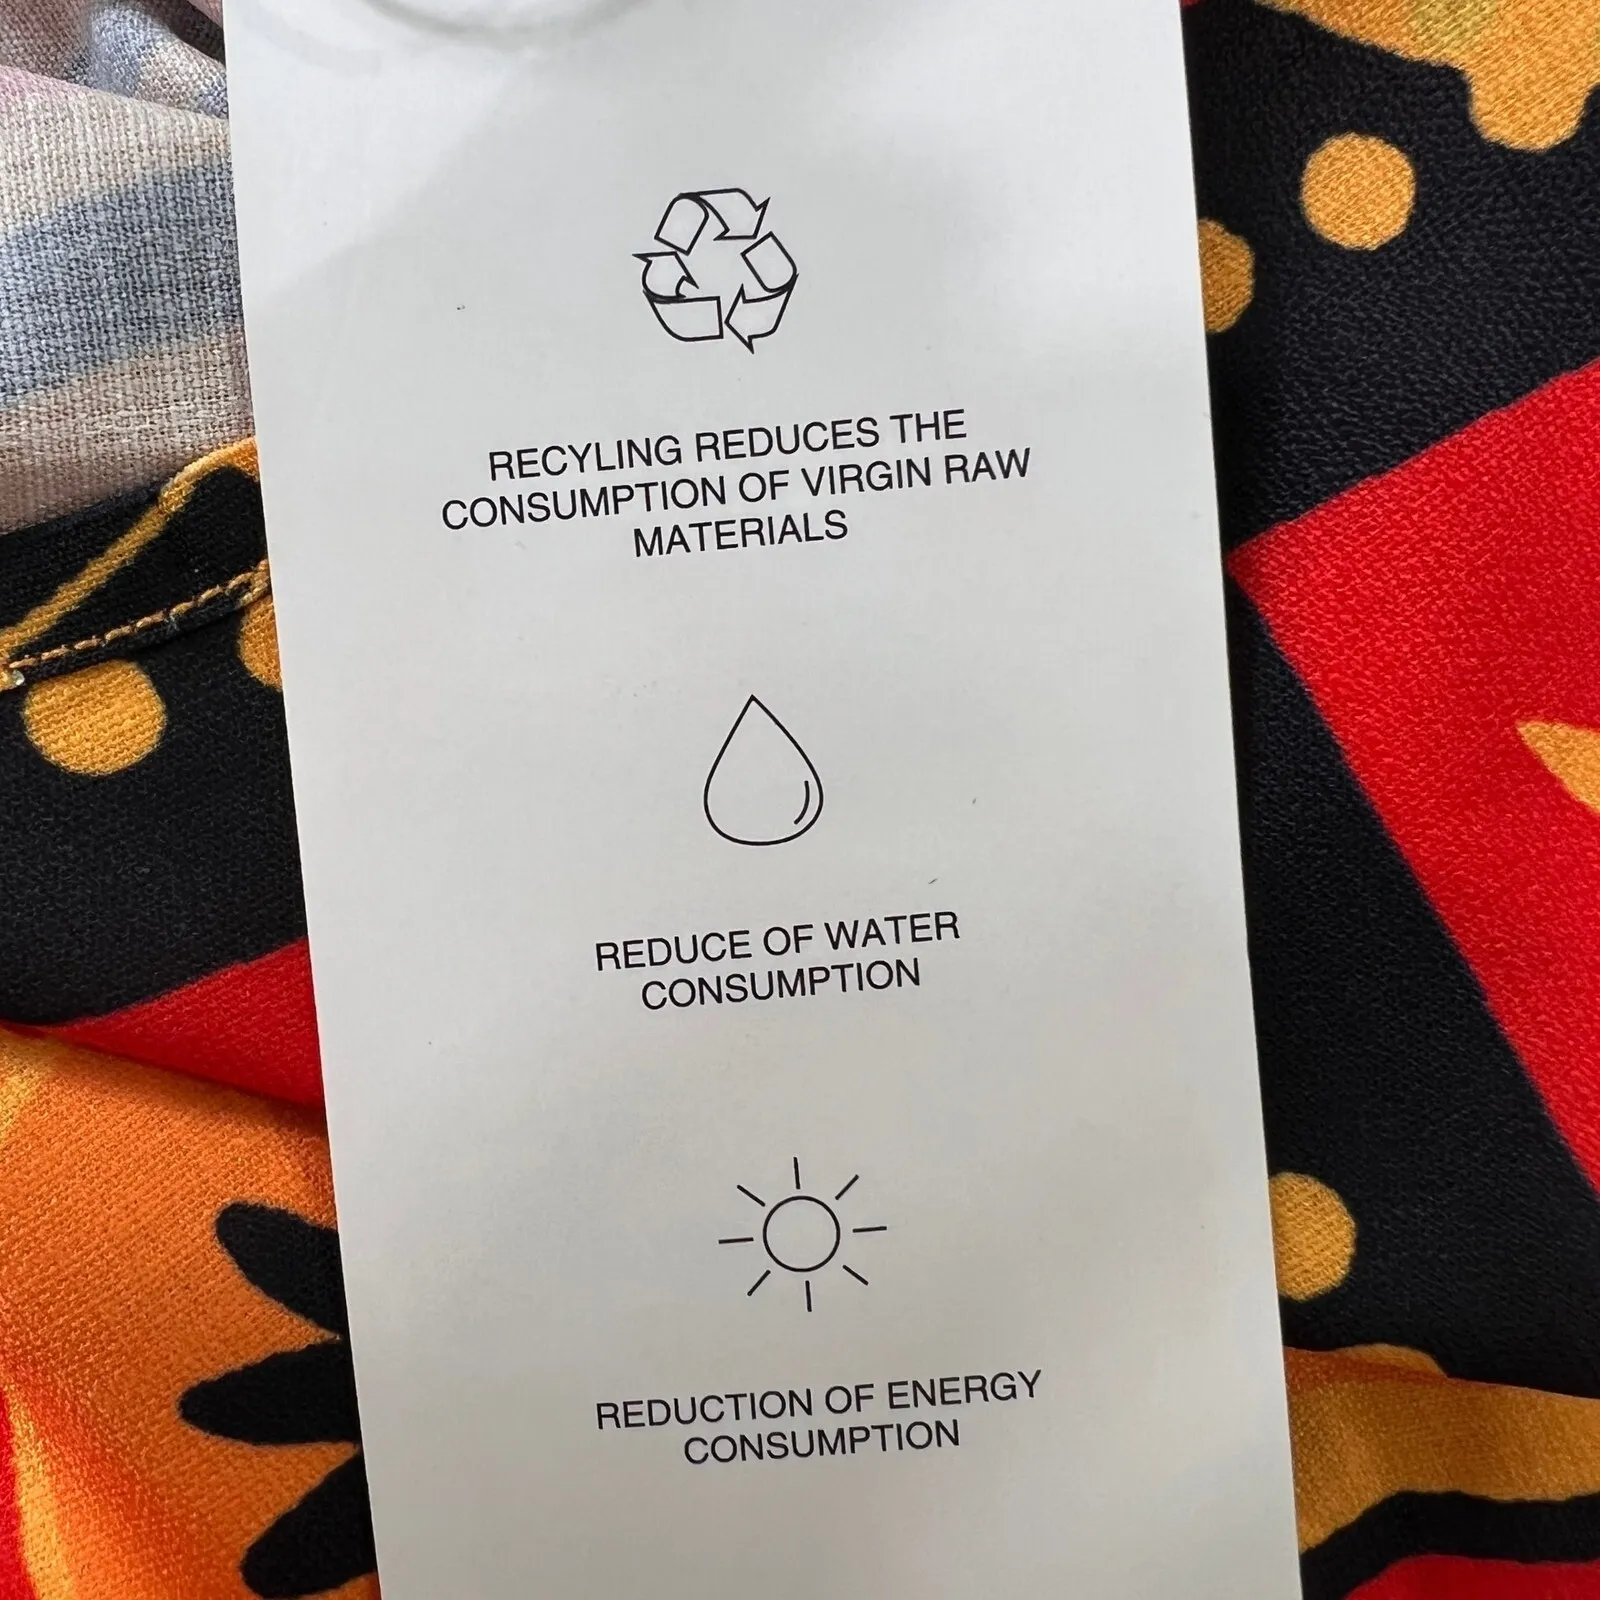 RECYLING REDUCES THE
CONSUMPTION OF VIRGIN RAW
MATERIALS
REDUCE OF WATER
CONSUMPTION
REDUCTION OF ENERGY
CONSUMPTION